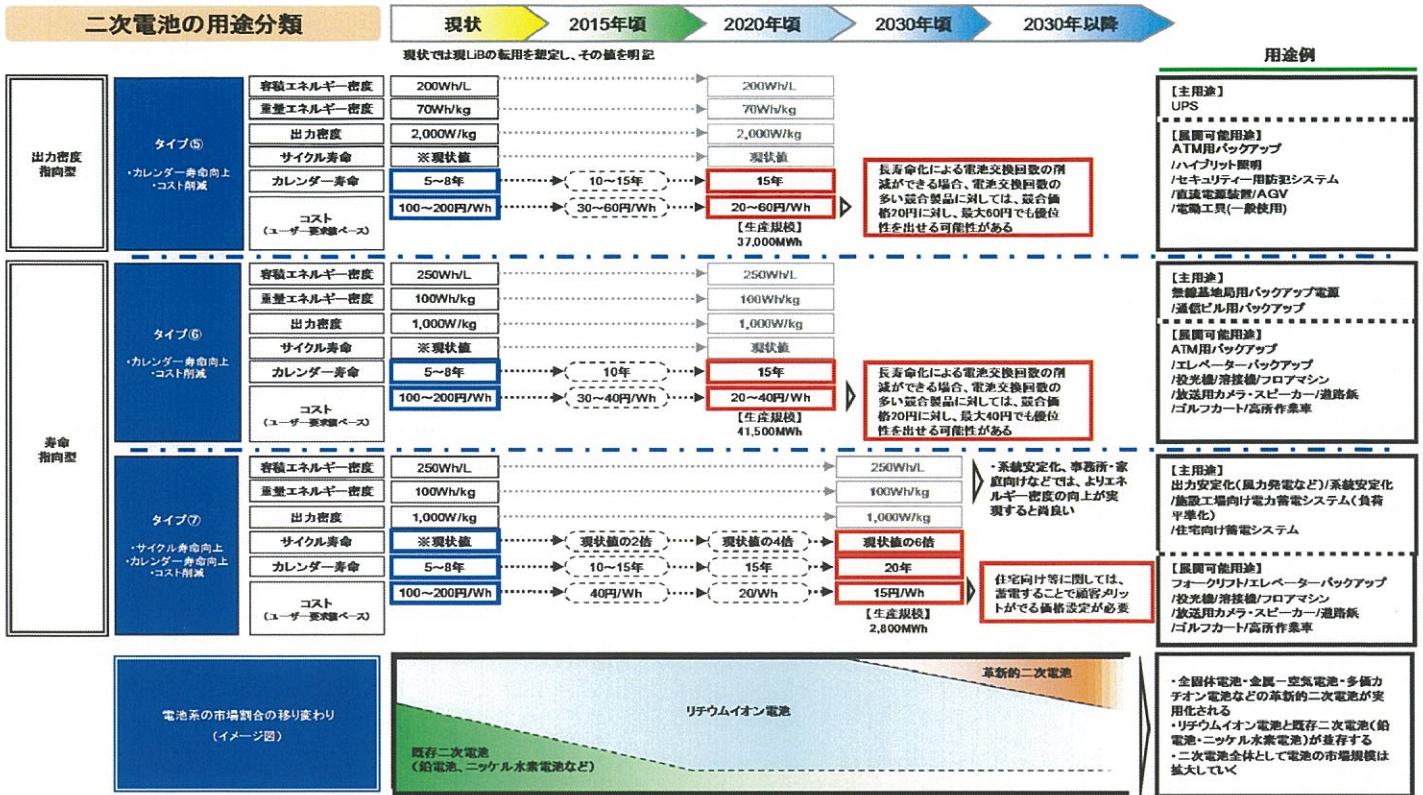 二次電池の用途分類
現状
2015年頃
2020年頃
2030年頃
2030年以降
現状では現LiBの転用を想定し、その値を明記
用途例
出力密度
指向型
タイプ⑤
・カレンダー寿命向上
・コスト削減
容積エネルギー密度
200Wh/L
200Wh/L
重量エネルギー密度
70Wh/kg
70Wh/kg
出力密度
2,000W/kg
2,000W/kg
サイクル寿命
※現状値
現状値
カレンダー寿命
5～8年
10～15年
15年
コスト
(ユーザー要求値ベース)
100～200円/Wh
30～60円/Wh
20～60円/Wh
【生産規模】
37,000MWh
長寿命化による電池交換回数の削
減ができる場合、電池交換回数の
多い競合製品に対しては、競合価
格20円に対し、最大60円でも優位
性を出せる可能性がある
【主用途】
UPS
【展開可能用途】
ATM用バックアップ
/ハイブリット照明
/セキュリティー用防犯システム
/直流電源装置/AGV
/電動工具(一般使用)
寿命
指向型
タイプ⑥
・カレンダー寿命向上
・コスト削減
容積エネルギー密度
250Wh/L
250Wh/L
重量エネルギー密度
100Wh/kg
100Wh/kg
出力密度
1,000W/kg
1,000W/kg
サイクル寿命
※現状値
現状値
カレンダー寿命
5～8年
10年
15年
コスト
(ユーザー要求値ベース)
100～200円/Wh
30～40円/Wh
20～40円/Wh
【生産規模】
41,500MWh
長寿命化による電池交換回数の削
減ができる場合、電池交換回数の
多い競合製品に対しては、競合価
格20円に対し、最大40円でも優位
性を出せる可能性がある
【主用途】
無線基地局用バックアップ電源
/通信ビル用バックアップ
【展開可能用途】
ATM用バックアップ
/エレベーターバックアップ
/投光機/溶接機/フロアマシン
/放送用カメラ・スピーカー/道路鋲
/ゴルフカート/高所作業車
タイプ⑦
・サイクル寿命向上
・カレンダー寿命向上
・コスト削減
容積エネルギー密度
250Wh/L
250Wh/L
重量エネルギー密度
100Wh/kg
100Wh/kg
出力密度
1,000W/kg
1,000W/kg
サイクル寿命
※現状値
現状値の2倍
現状値の4倍
現状値の6倍
カレンダー寿命
5～8年
10～15年
15年
20年
コスト
(ユーザー要求値ベース)
100～200円/Wh
40円/Wh
20/Wh
15円/Wh
【生産規模】
2,800MWh
・系統安定化、事務所・家
庭向けなどでは、よりエネ
ルギー密度の向上が実
現すると尚良い
住宅向け等に関しては、
蓄電することで顧客メリッ
トがでる価格設定が必要
【主用途】
出力安定化(風力発電など)/系統安定化
/施設工場向け電力蓄電システム(負荷
平準化)
/住宅向け蓄電システム
【展開可能用途】
フォークリフト/エレベーターバックアップ
/投光機/溶接機/フロアマシン
/放送用カメラ・スピーカー/道路鋲
/ゴルフカート/高所作業車
電池系の市場割合の移り変わり
(イメージ図)
革新的二次電池
リチウムイオン電池
既存二次電池
(鉛電池、ニッケル水素電池など)
・全固体電池・金属－空気電池・多価カ
チオン電池などの革新的二次電池が実
用化される
・リチウムイオン電池と既存二次電池(鉛
電池・ニッケル水素電池)が並存する
・二次電池全体として電池の市場規模は
拡大していく